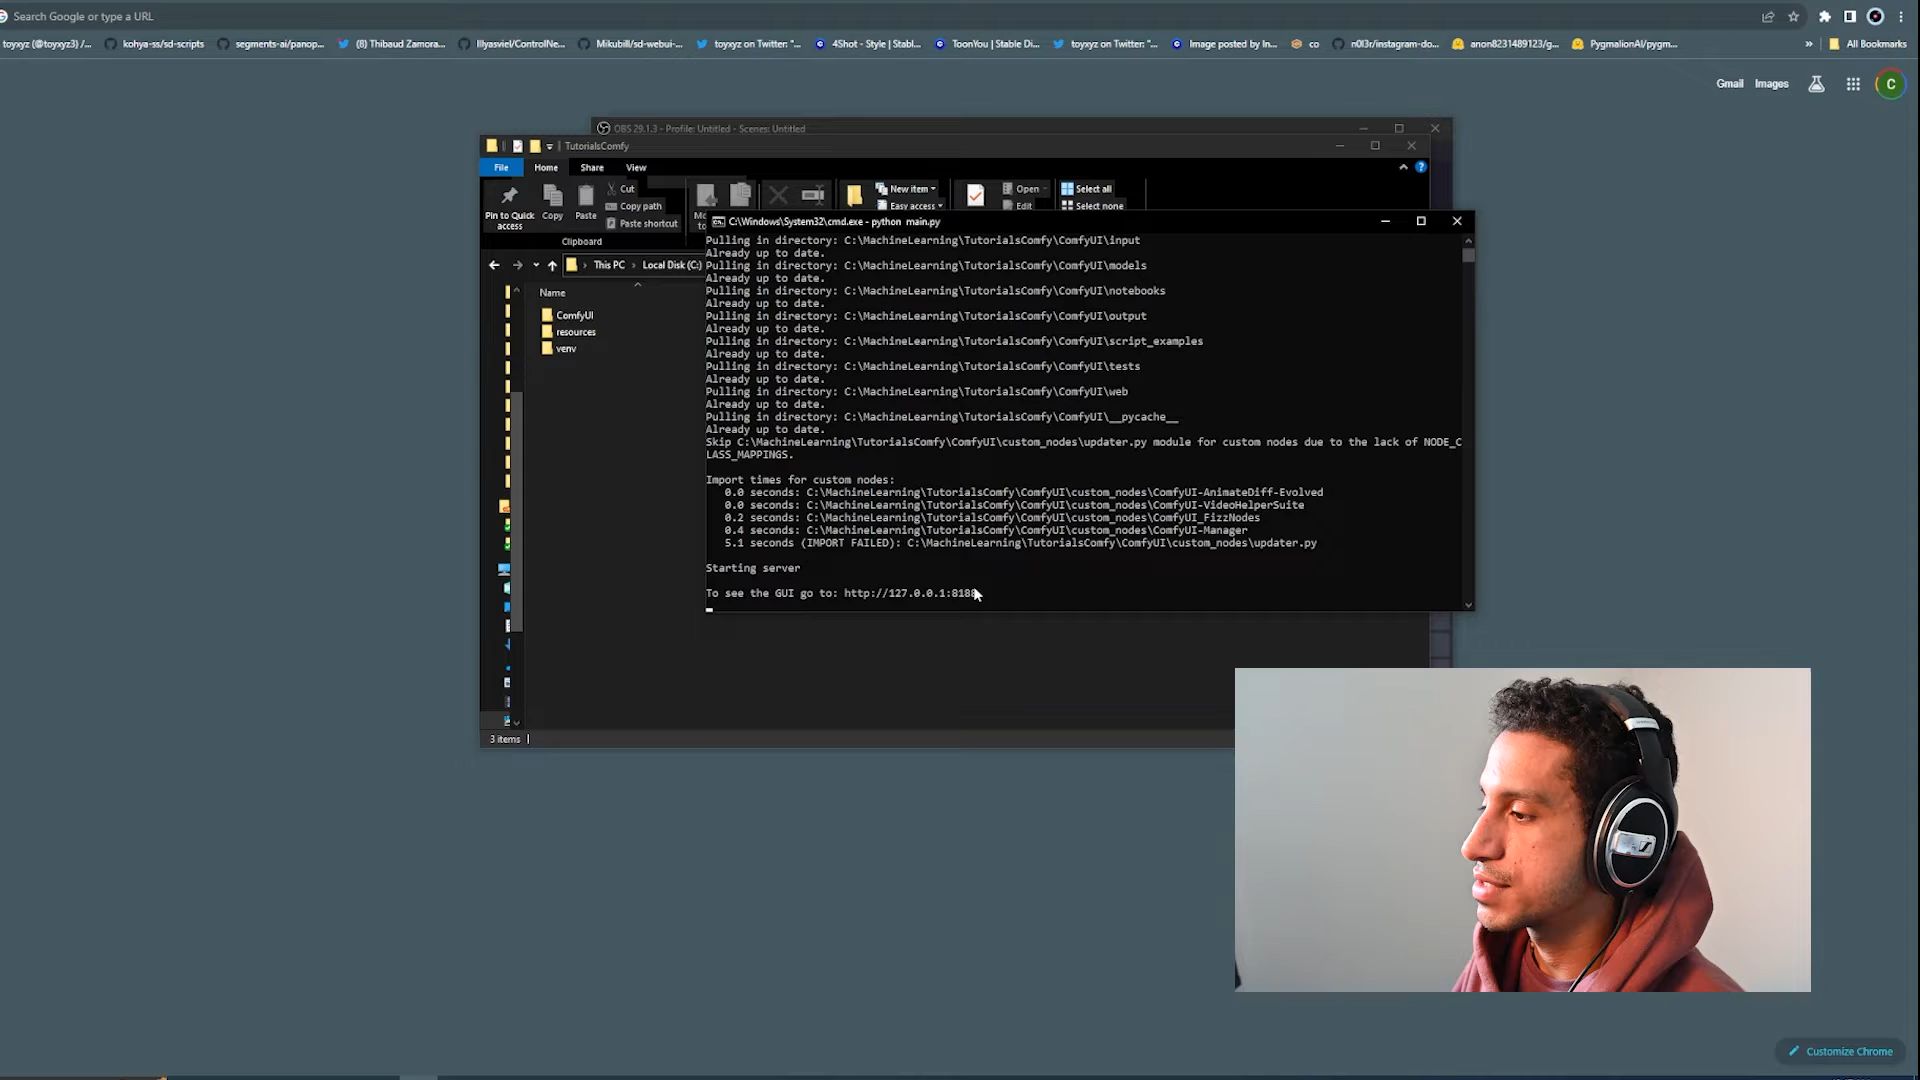 Search Google or type a URL
toyxyz (@toyxyz3) /...
kohya-ss/sd-scripts
segments-ai/panop...
(8) Thibaud Zamora...
lllyasviel/ControlNe...
Mikubill/sd-webui-...
toyxyz on Twitter: "...
4Shot - Style | Stabl...
ToonYou | Stable Di...
toyxyz on Twitter: "...
Image posted by In...
co
n0l3r/instagram-do...
anon8231489123/g...
PygmalionAI/pygm...
»
All Bookmarks
Gmail
Images
C
OBS 29.1.3 - Profile: Untitled - Scenes: Untitled
TutorialsComfy
File
Home
Share
View
Pin to Quick access
Copy
Paste
Cut
Copy path
Paste shortcut
Clipboard
New item
Easy access
Open
Edit
Select all
Select none
This PC
Local Disk (C:)
Name
ComfyUI
resources
venv
3 items
C:\Windows\System32\cmd.exe - python main.py
Pulling in directory: C:\MachineLearning\TutorialsComfy\ComfyUI\input
Already up to date.
Pulling in directory: C:\MachineLearning\TutorialsComfy\ComfyUI\models
Already up to date.
Pulling in directory: C:\MachineLearning\TutorialsComfy\ComfyUI\notebooks
Already up to date.
Pulling in directory: C:\MachineLearning\TutorialsComfy\ComfyUI\output
Already up to date.
Pulling in directory: C:\MachineLearning\TutorialsComfy\ComfyUI\script_examples
Already up to date.
Pulling in directory: C:\MachineLearning\TutorialsComfy\ComfyUI\tests
Already up to date.
Pulling in directory: C:\MachineLearning\TutorialsComfy\ComfyUI\web
Already up to date.
Pulling in directory: C:\MachineLearning\TutorialsComfy\ComfyUI\__pycache__
Already up to date.
Skip C:\MachineLearning\TutorialsComfy\ComfyUI\custom_nodes\updater.py module for custom nodes due to the lack of NODE_C
LASS_MAPPINGS.
Import times for custom nodes:
0.0 seconds: C:\MachineLearning\TutorialsComfy\ComfyUI\custom_nodes\ComfyUI-AnimateDiff-Evolved
0.0 seconds: C:\MachineLearning\TutorialsComfy\ComfyUI\custom_nodes\ComfyUI-VideoHelperSuite
0.2 seconds: C:\MachineLearning\TutorialsComfy\ComfyUI\custom_nodes\ComfyUI_FizzNodes
0.4 seconds: C:\MachineLearning\TutorialsComfy\ComfyUI\custom_nodes\ComfyUI-Manager
5.1 seconds (IMPORT FAILED): C:\MachineLearning\TutorialsComfy\ComfyUI\custom_nodes\updater.py
Starting server
To see the GUI go to: http://127.0.0.1:8188
Customize Chrome